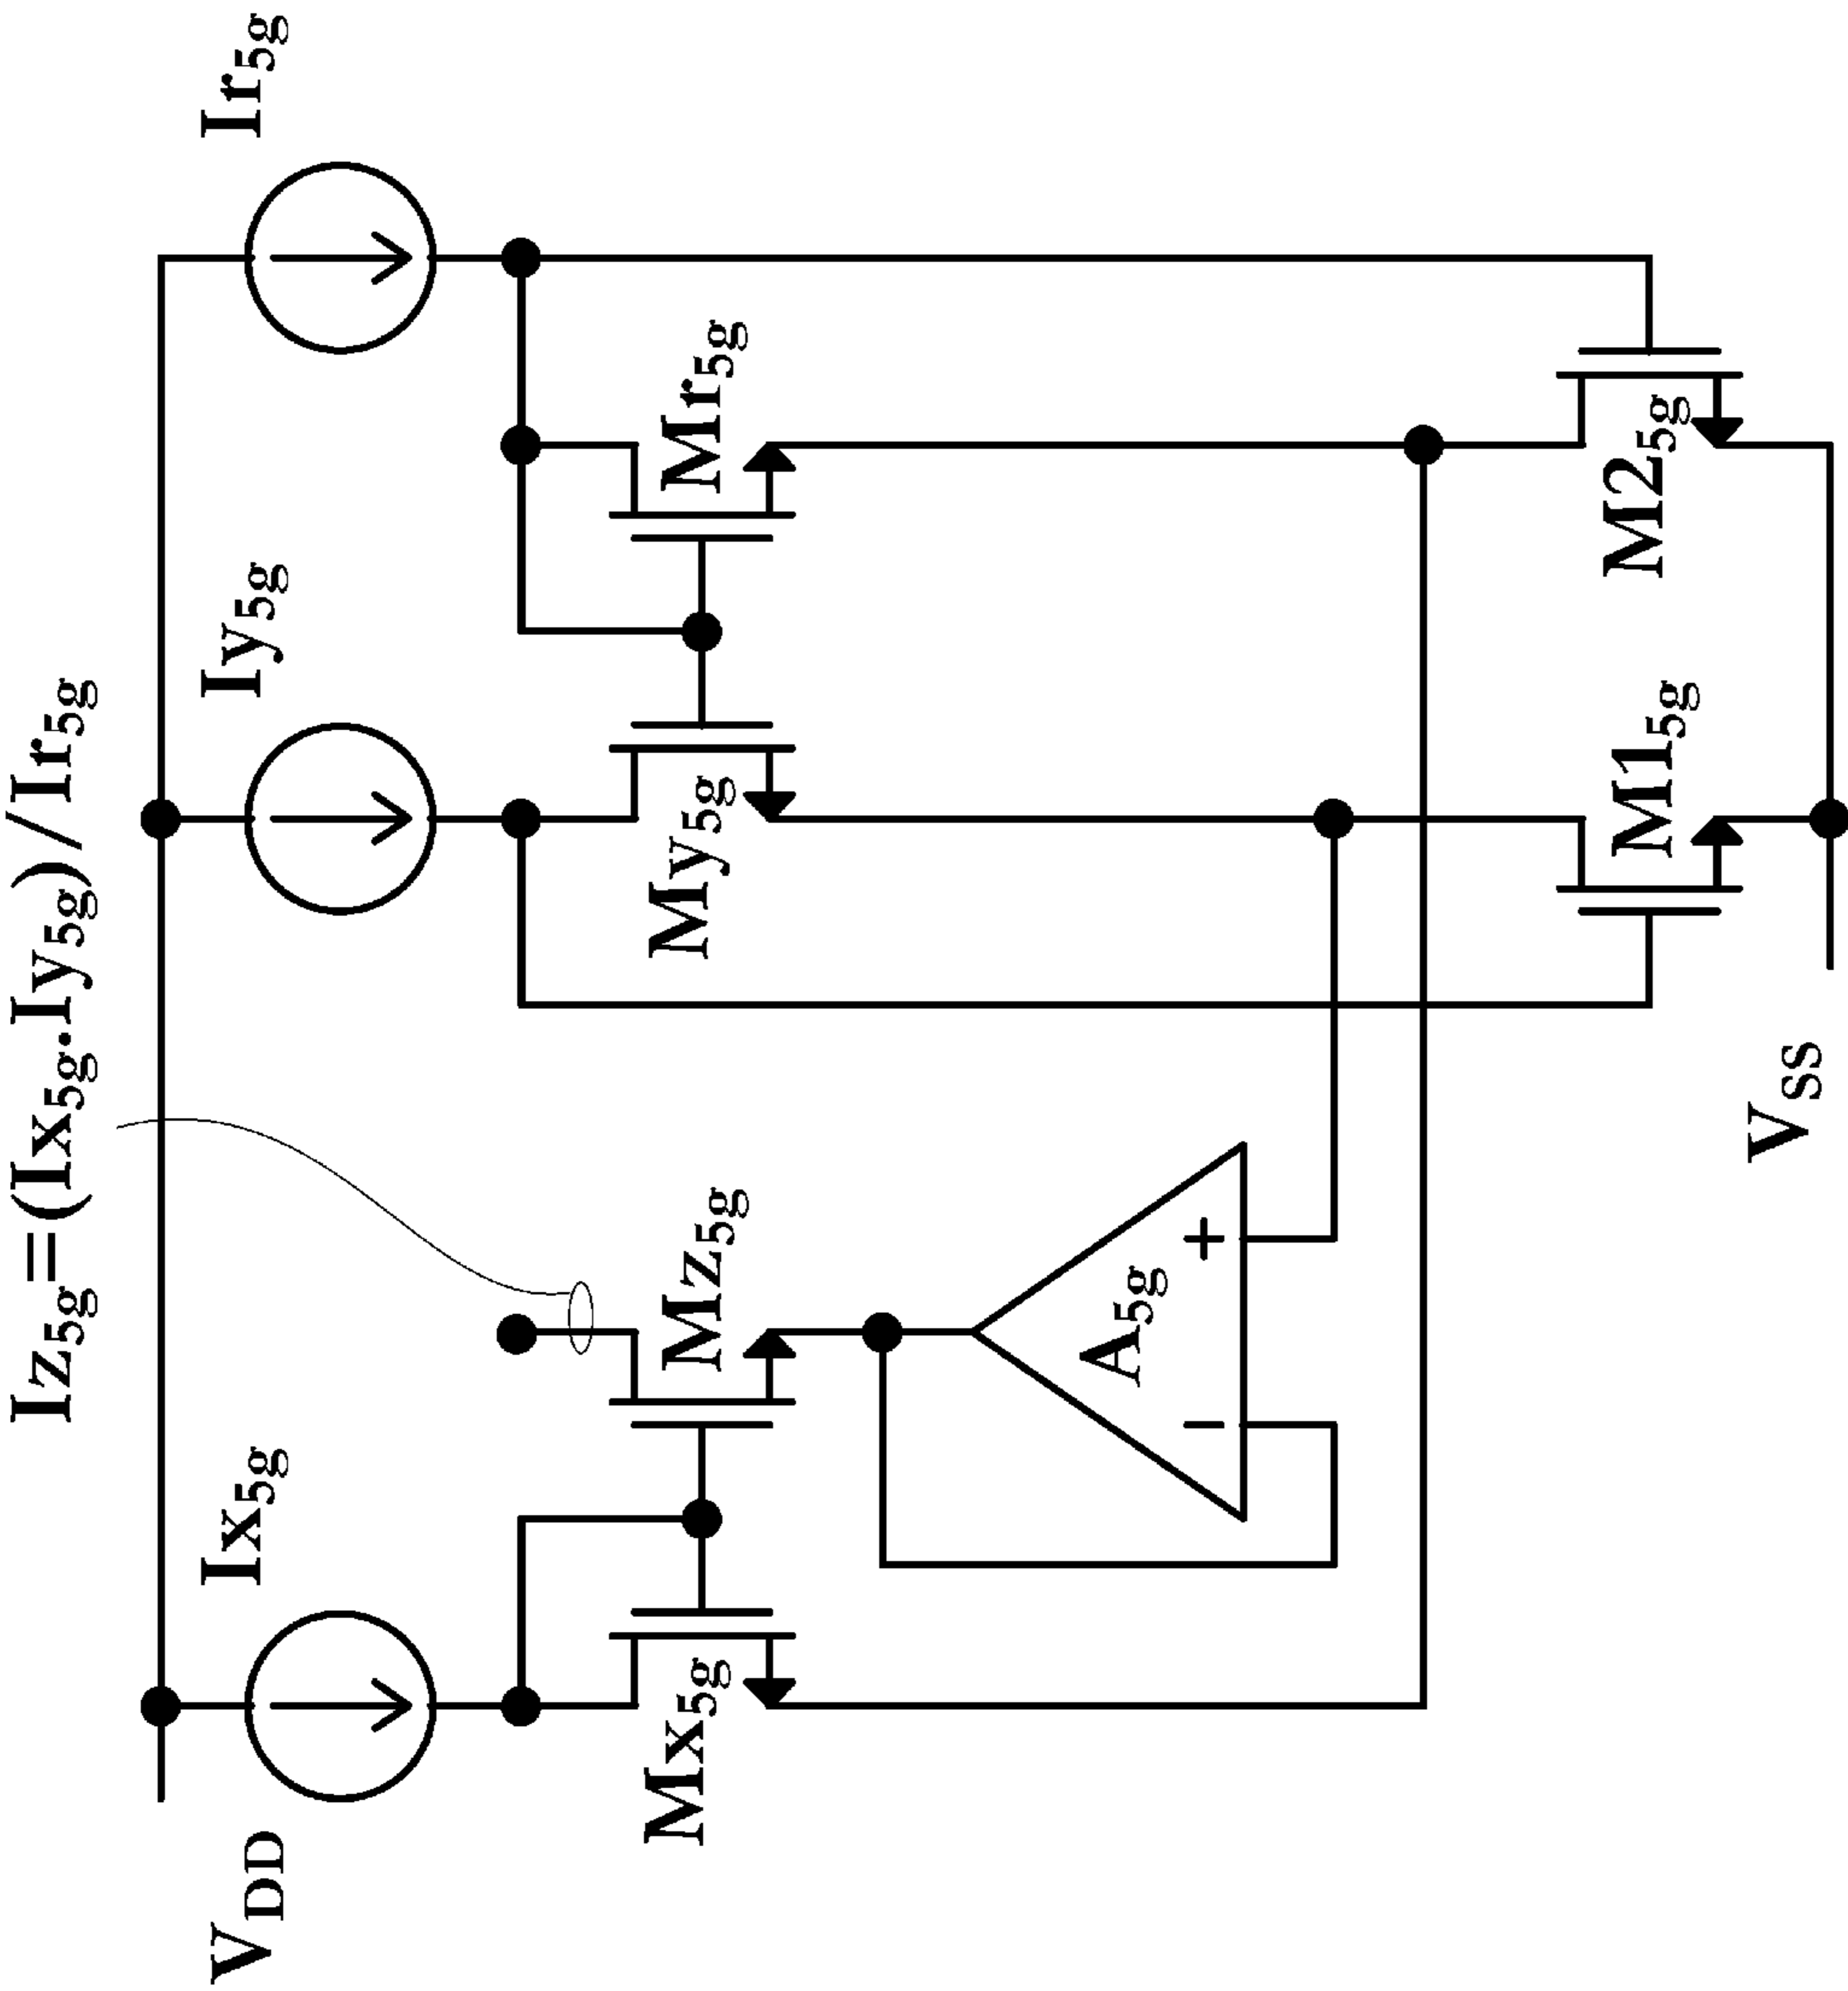 Iz5g=(Ix5g.Iy5g)/Ir5g
VDD
Ix5g
Iy5g
Ir5g
Mx5g
Mz5g
My5g
Mr5g
A5g
−
+
M15g
M25g
VSS